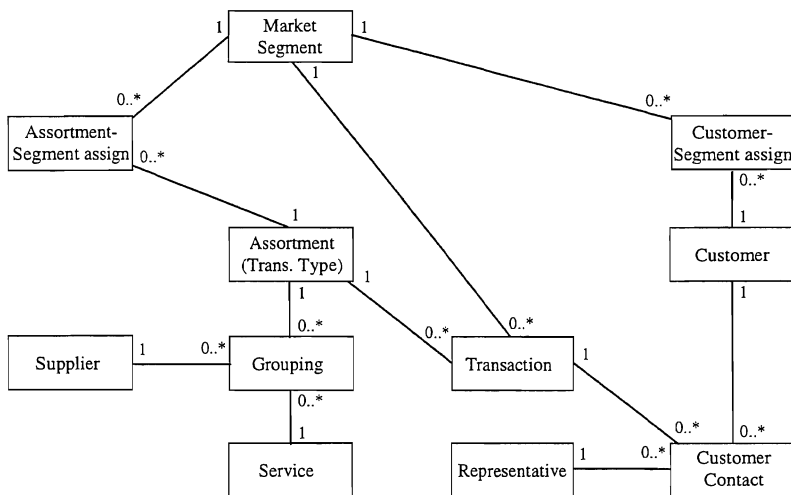 1
Market
Segment
1
1
0..*
0..*
Assortment-
Segment assign
Customer-
Segment assign
0..*
0..*
1
1
Assortment
(Trans. Type)
Customer
1
1
1
0..*
0..*
0..*
Supplier
1
0..*
Grouping
Transaction
1
0..*
1
0..*
0..*
Service
Representative
1
0..*
Customer
Contact